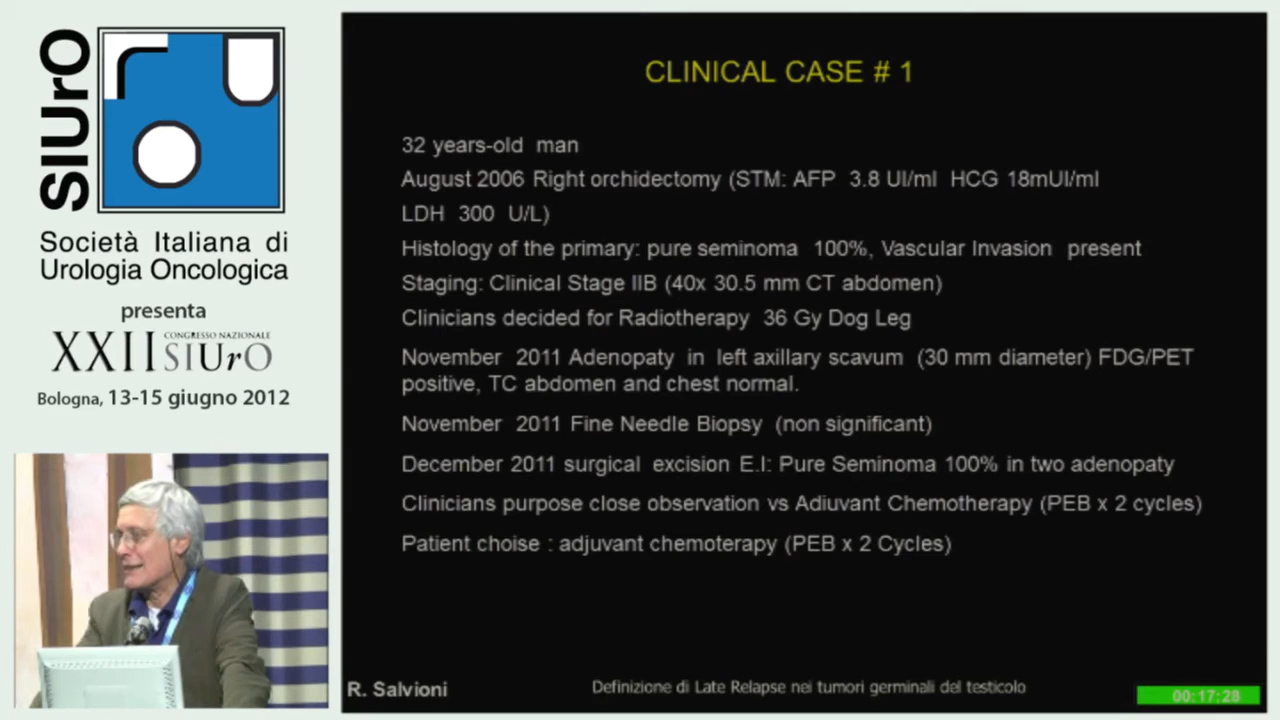 SIUrO
Società Italiana di
Urologia Oncologica
presenta
XXII CONGRESSO NAZIONALE
SIUrO
Bologna, 13-15 giugno 2012
CLINICAL CASE # 1
32 years-old man
August 2006 Right orchidectomy (STM: AFP 3.8 UI/ml HCG 18mUI/ml
LDH 300 U/L)
Histology of the primary: pure seminoma 100%, Vascular Invasion present
Staging: Clinical Stage IIB (40x 30.5 mm CT abdomen)
Clinicians decided for Radiotherapy 36 Gy Dog Leg
November 2011 Adenopaty in left axillary scavum (30 mm diameter) FDG/PET
positive, TC abdomen and chest normal.
November 2011 Fine Needle Biopsy (non significant)
December 2011 surgical excision E.I: Pure Seminoma 100% in two adenopaty
Clinicians purpose close observation vs Adiuvant Chemotherapy (PEB x 2 cycles)
Patient choise : adjuvant chemoterapy (PEB x 2 Cycles)
R. Salvioni
Definizione di Late Relapse nei tumori germinali del testicolo
00:17:28